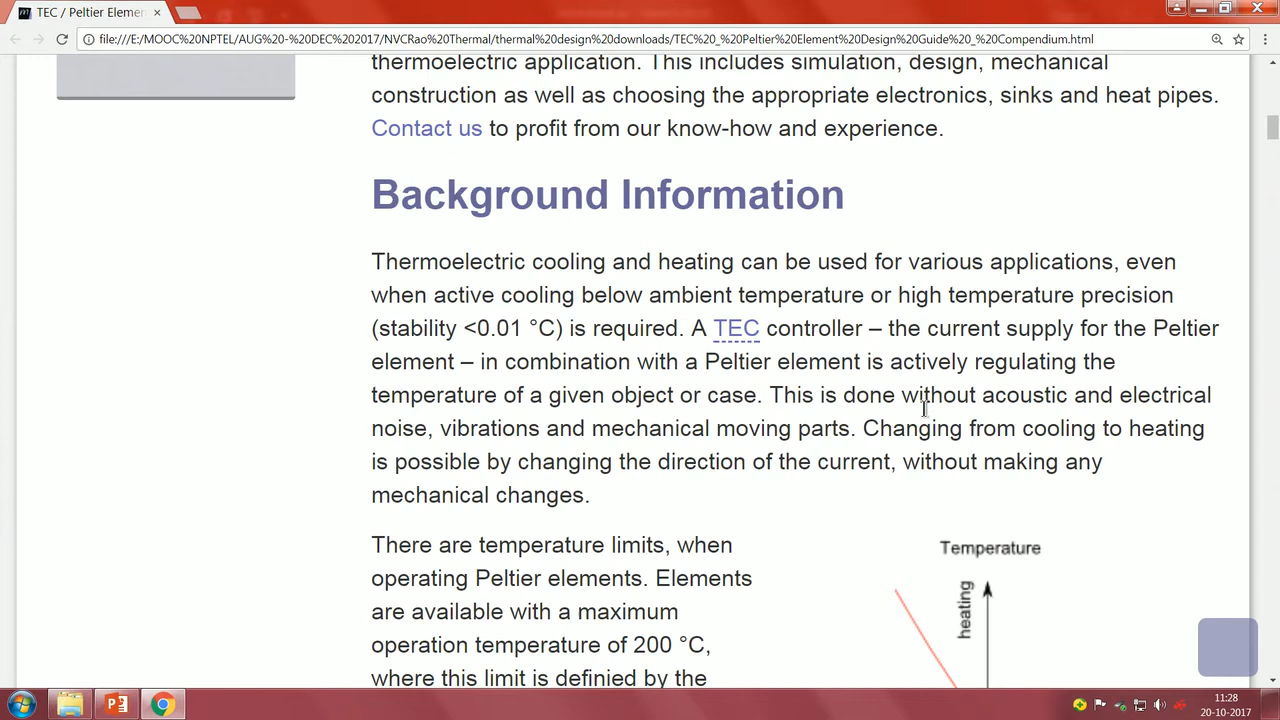 TEC / Peltier Elemen
file:///E:/MOOC%20NPTEL/AUG%20-%20DEC%202017/NVCRao%20Thermal/thermal%20design%20downloads/TEC%20_%20Peltier%20Element%20Design%20Guide%20_%20Compendium.html
thermoelectric application. This includes simulation, design, mechanical
construction as well as choosing the appropriate electronics, sinks and heat pipes.
Contact us to profit from our know-how and experience.
Background Information
Thermoelectric cooling and heating can be used for various applications, even
when active cooling below ambient temperature or high temperature precision
(stability <0.01 °C) is required. A TEC controller – the current supply for the Peltier
element – in combination with a Peltier element is actively regulating the
temperature of a given object or case. This is done without acoustic and electrical
noise, vibrations and mechanical moving parts. Changing from cooling to heating
is possible by changing the direction of the current, without making any
mechanical changes.
There are temperature limits, when
operating Peltier elements. Elements
are available with a maximum
operation temperature of 200 °C,
where this limit is definied by the
Temperature
heating
11:28
20-10-2017